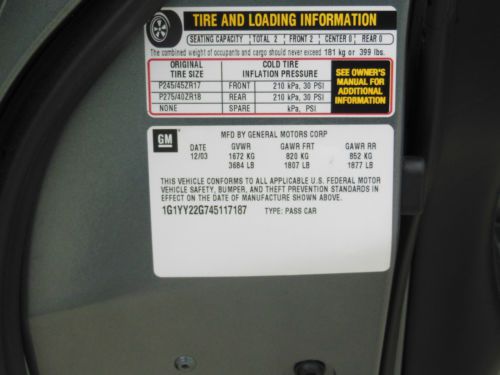 TIRE AND LOADING INFORMATION
SEATING CAPACITY TOTAL 2 FRONT 2 CENTER 0 REAR 0
The combined weight of occupants and cargo should never exceed 181 kg or 399 lbs.
ORIGINAL TIRE SIZE COLD TIRE INFLATION PRESSURE
P245/45ZR17 FRONT 210 kPa, 30 PSI
P275/40ZR18 REAR 210 kPa, 30 PSI
NONE SPARE kPa, PSI.
SEE OWNER'S
MANUAL FOR
ADDITIONAL
INFORMATION
GM
MFD BY GENERAL MOTORS CORP
DATE GVWR GAWR FRT GAWR RR
12/03 1672 KG 820 KG 852 KG
3684 LB 1807 LB 1877 LB
THIS VEHICLE CONFORMS TO ALL APPLICABLE U.S. FEDERAL MOTOR
VEHICLE SAFETY, BUMPER, AND THEFT PREVENTION STANDARDS IN
EFFECT ON THE DATE OF MANUFACTURE SHOWN ABOVE.
1G1YY22G745117187 TYPE: PASS CAR